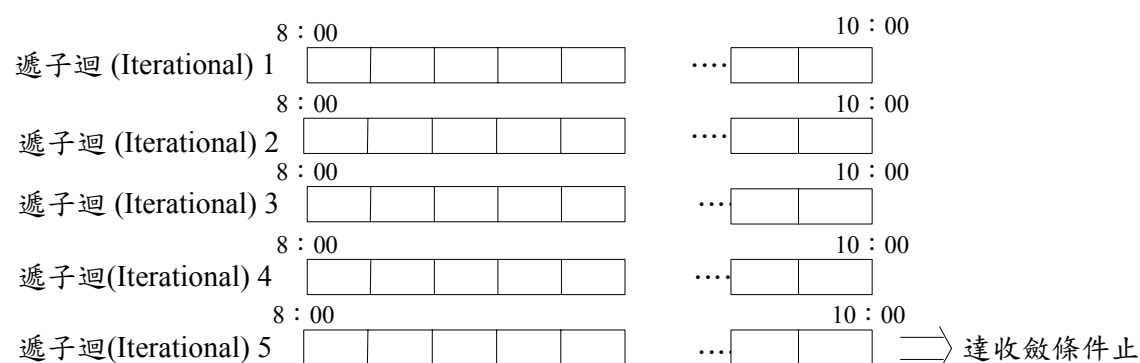 8：00 10：00
遞子迴 (Iterational) 1 ....
8：00 10：00
遞子迴 (Iterational) 2 ....
8：00 10：00
遞子迴 (Iterational) 3 ....
8：00 10：00
遞子迴(Iterational) 4 ....
8：00 10：00
遞子迴(Iterational) 5 .... 達收斂條件止